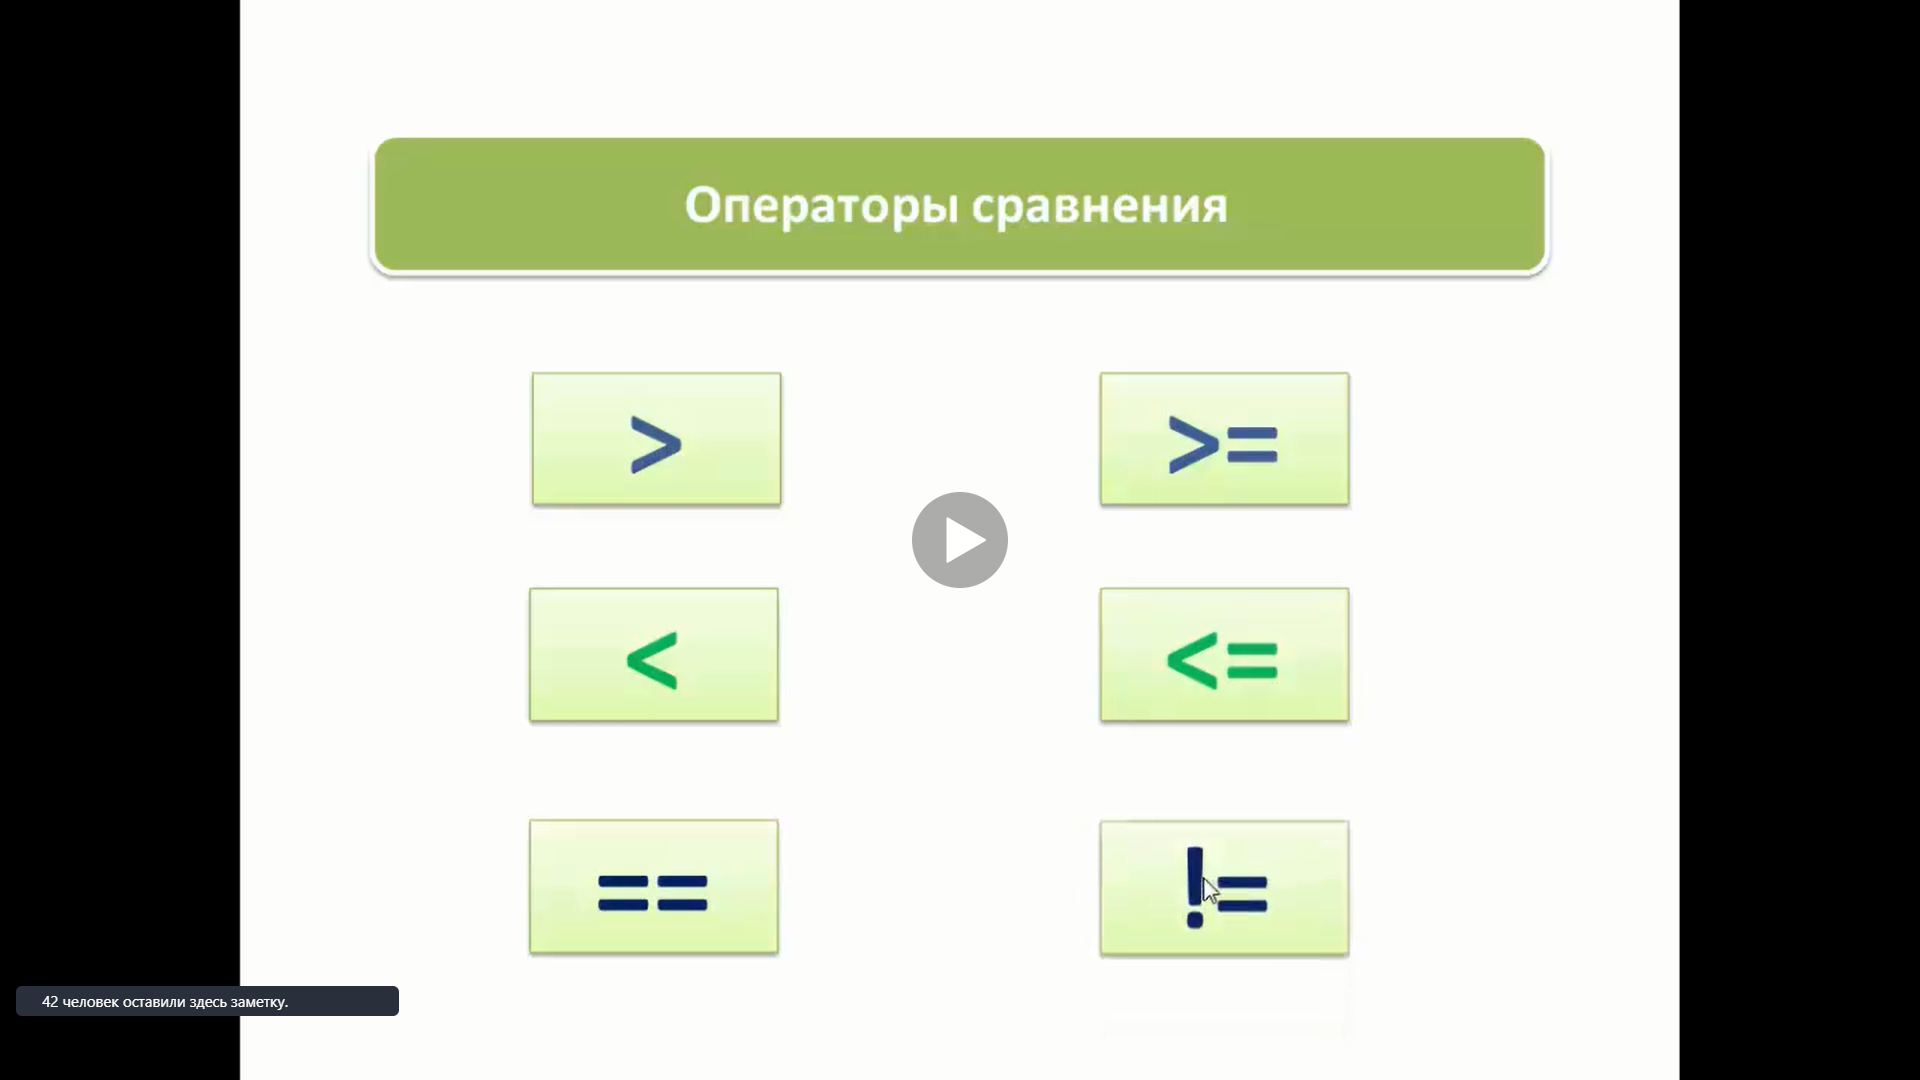 Операторы сравнения
> >=
< <=
== !=
42 человек оставили здесь заметку.